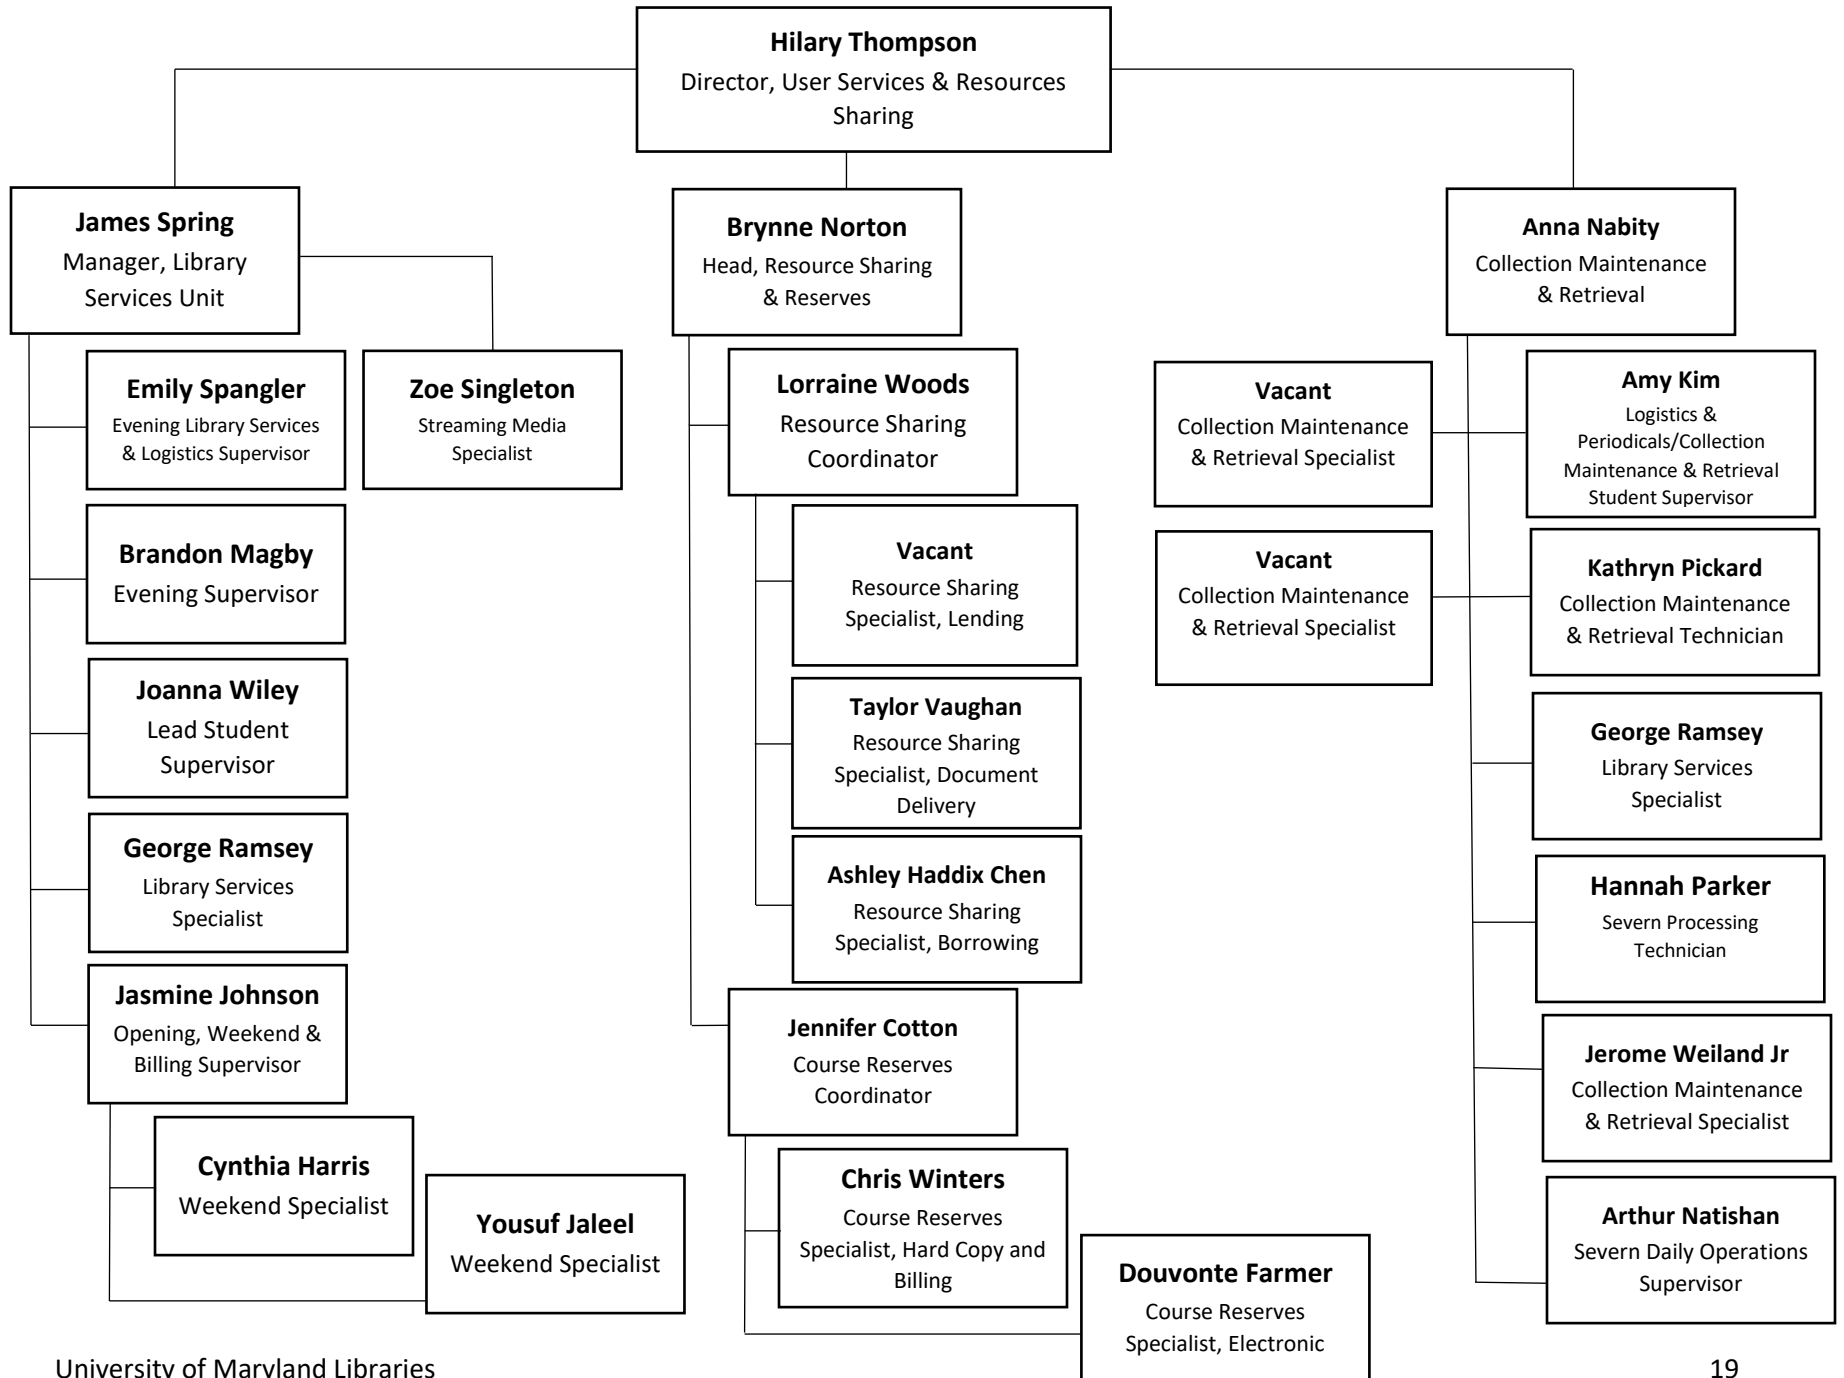 Hilary Thompson
Director, User Services & Resources
Sharing
James Spring
Manager, Library
Services Unit
Emily Spangler
Evening Library Services
& Logistics Supervisor
Zoe Singleton
Streaming Media
Specialist
Brandon Magby
Evening Supervisor
Joanna Wiley
Lead Student
Supervisor
George Ramsey
Library Services
Specialist
Jasmine Johnson
Opening, Weekend &
Billing Supervisor
Cynthia Harris
Weekend Specialist
Yousuf Jaleel
Weekend Specialist
Brynne Norton
Head, Resource Sharing
& Reserves
Lorraine Woods
Resource Sharing
Coordinator
Vacant
Resource Sharing
Specialist, Lending
Taylor Vaughan
Resource Sharing
Specialist, Document
Delivery
Ashley Haddix Chen
Resource Sharing
Specialist, Borrowing
Jennifer Cotton
Course Reserves
Coordinator
Chris Winters
Course Reserves
Specialist, Hard Copy and
Billing
Douvonte Farmer
Course Reserves
Specialist, Electronic
Anna Nabity
Collection Maintenance
& Retrieval
Vacant
Collection Maintenance
& Retrieval Specialist
Amy Kim
Logistics &
Periodicals/Collection
Maintenance & Retrieval
Student Supervisor
Vacant
Collection Maintenance
& Retrieval Specialist
Kathryn Pickard
Collection Maintenance
& Retrieval Technician
George Ramsey
Library Services
Specialist
Hannah Parker
Severn Processing
Technician
Jerome Weiland Jr
Collection Maintenance
& Retrieval Specialist
Arthur Natishan
Severn Daily Operations
Supervisor
University of Maryland Libraries
19